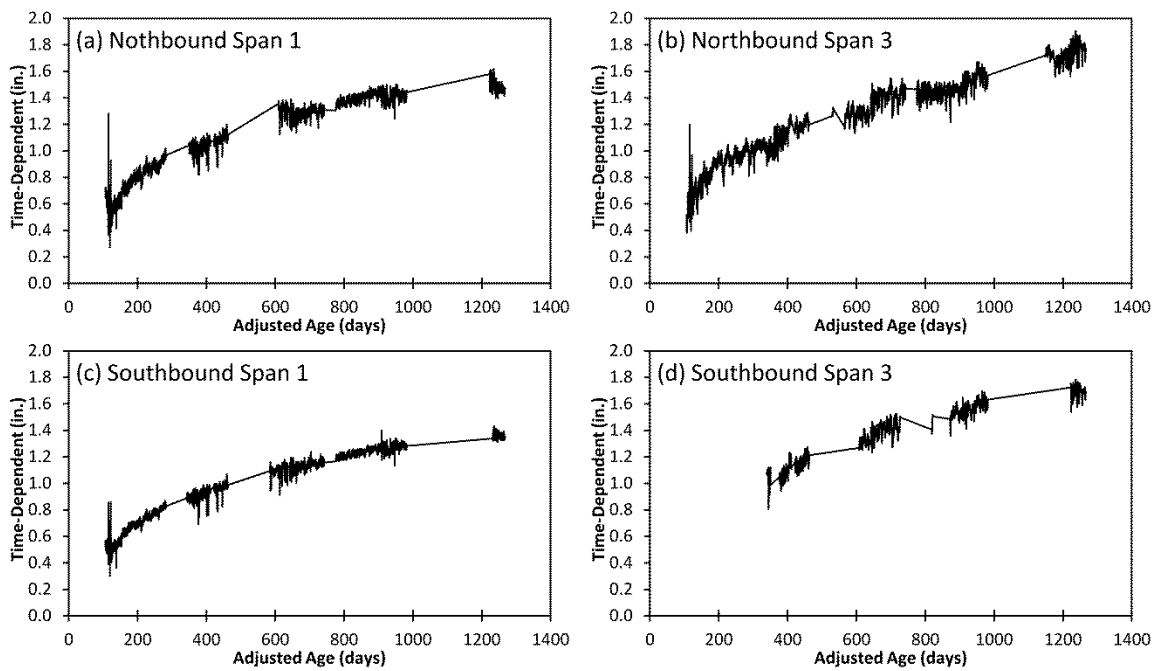 (a) Nothbound Span 1
Time-Dependent (in.)
2.0
1.8
1.6
1.4
1.2
1.0
0.8
0.6
0.4
0.2
0.0
0 200 400 600 800 1000 1200 1400
Adjusted Age (days)
(b) Northbound Span 3
Time-Dependent (in.)
2.0
1.8
1.6
1.4
1.2
1.0
0.8
0.6
0.4
0.2
0.0
0 200 400 600 800 1000 1200 1400
Adjusted Age (days)
(c) Southbound Span 1
Time-Dependent (in.)
2.0
1.8
1.6
1.4
1.2
1.0
0.8
0.6
0.4
0.2
0.0
0 200 400 600 800 1000 1200 1400
Adjusted Age (days)
(d) Southbound Span 3
Time-Dependent (in.)
2.0
1.8
1.6
1.4
1.2
1.0
0.8
0.6
0.4
0.2
0.0
0 200 400 600 800 1000 1200 1400
Adjusted Age (days)